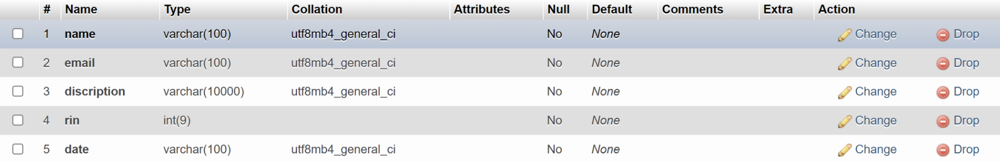 # Name Type Collation Attributes Null Default Comments Extra Action
1 name varchar(100) utf8mb4_general_ci No None Change Drop
2 email varchar(100) utf8mb4_general_ci No None Change Drop
3 discription varchar(10000) utf8mb4_general_ci No None Change Drop
4 rin int(9) No None Change Drop
5 date varchar(100) utf8mb4_general_ci No None Change Drop